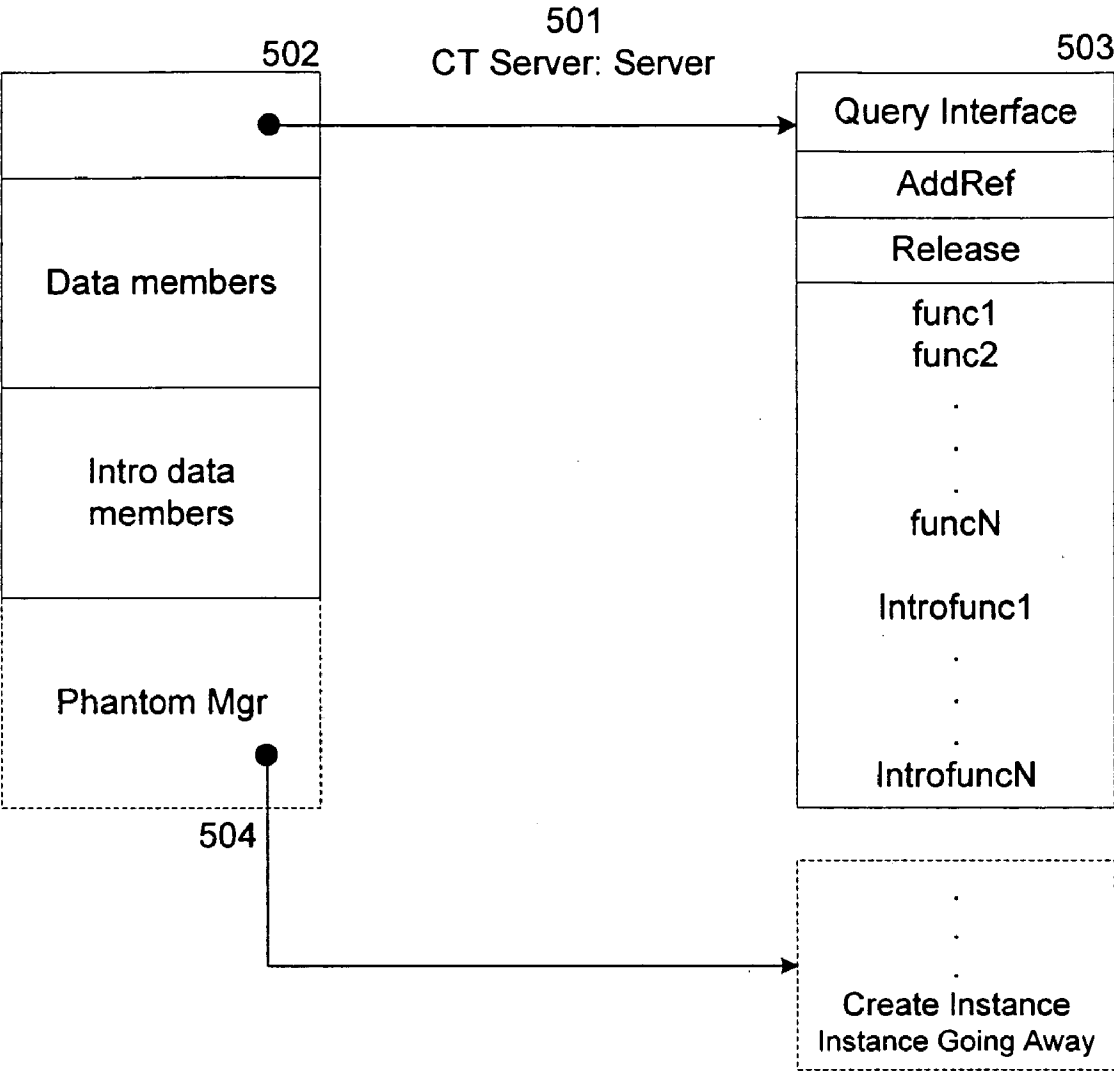 501
CT Server: Server
502
503
Data members
Intro data
members
Phantom Mgr
504
Query Interface
AddRef
Release
func1
func2
.
.
.
funcN
Introfunc1
.
.
.
IntrofuncN
.
.
.
Create Instance
Instance Going Away